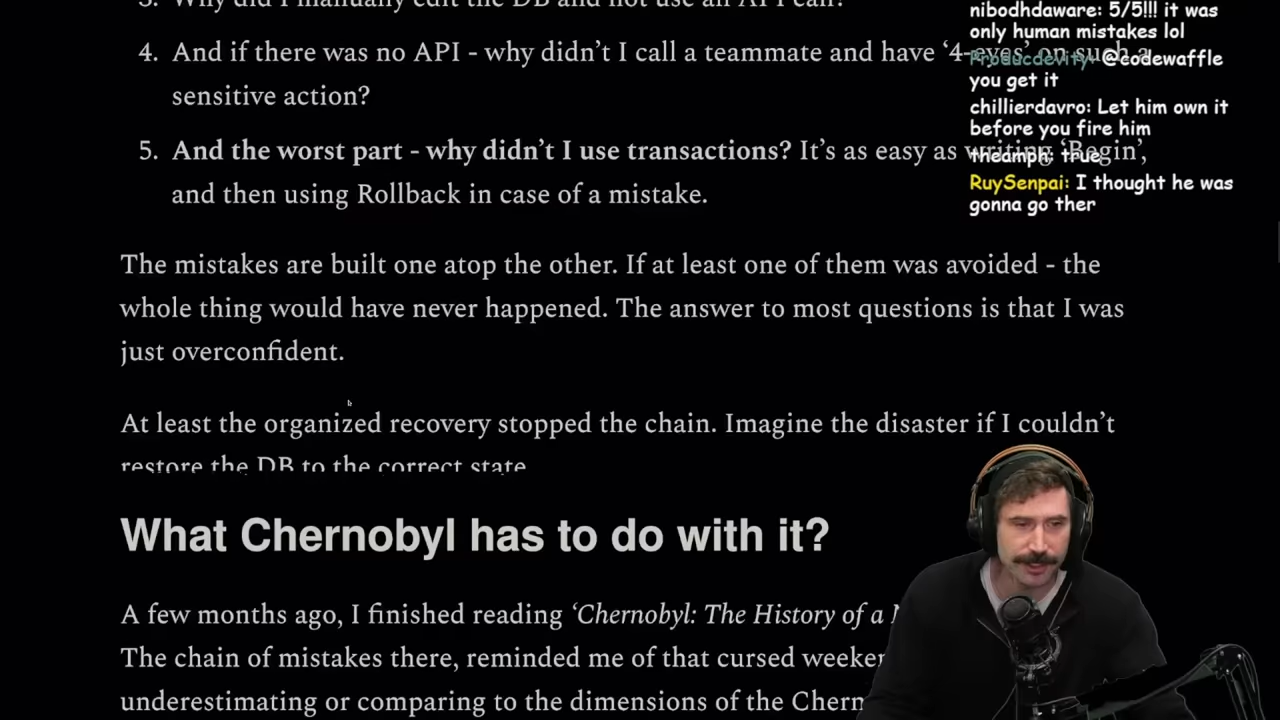 3. Why did I manually edit the DB and not use an API call?
4. And if there was no API - why didn’t I call a teammate and have ‘4-eyes’ on such a
sensitive action?
5. And the worst part - why didn’t I use transactions? It’s as easy as writing ‘Begin’,
and then using Rollback in case of a mistake.
The mistakes are built one atop the other. If at least one of them was avoided - the
whole thing would have never happened. The answer to most questions is that I was
just overconfident.
At least the organized recovery stopped the chain. Imagine the disaster if I couldn’t
restore the DB to the correct state
What Chernobyl has to do with it?
A few months ago, I finished reading ‘Chernobyl: The History of a
The chain of mistakes there, reminded me of that cursed
underestimating or comparing to the dimensions of the
nibodhdaware: 5/5!!! it was
only human mistakes lol
Producdevity: @codewaffle
you get it
chillierdavro: Let him own it
before you fire him
theamph: true
RuySenpai: I thought he was
gonna go ther